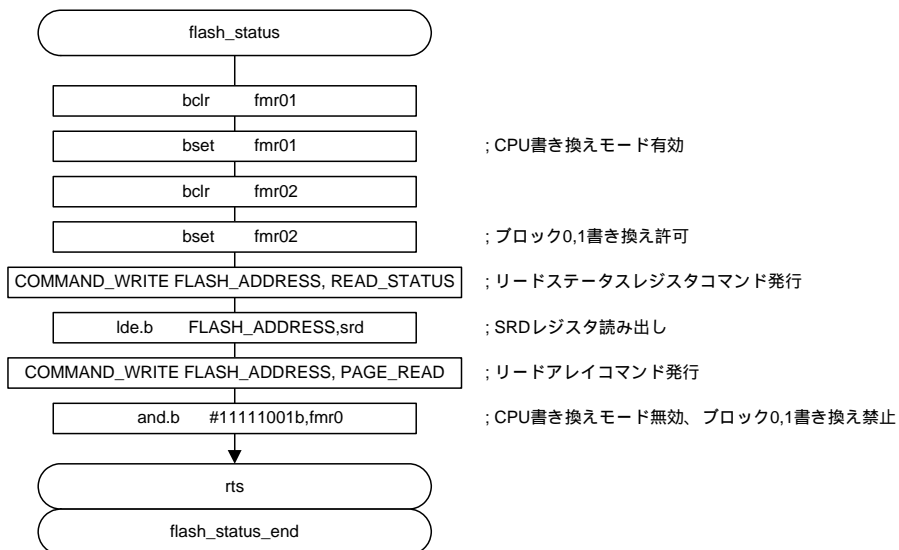 flash_status
bclr fmr01
bset fmr01 ; CPU書き換えモード有効
bclr fmr02
bset fmr02 ; ブロック0,1書き換え許可
COMMAND_WRITE FLASH_ADDRESS, READ_STATUS ; リードステータスレジスタコマンド発行
lde.b FLASH_ADDRESS,srd ; SRDレジスタ読み出し
COMMAND_WRITE FLASH_ADDRESS, PAGE_READ ; リードアレイコマンド発行
and.b #11111001b,fmr0 ; CPU書き換えモード無効、ブロック0,1書き換え禁止
rts
flash_status_end